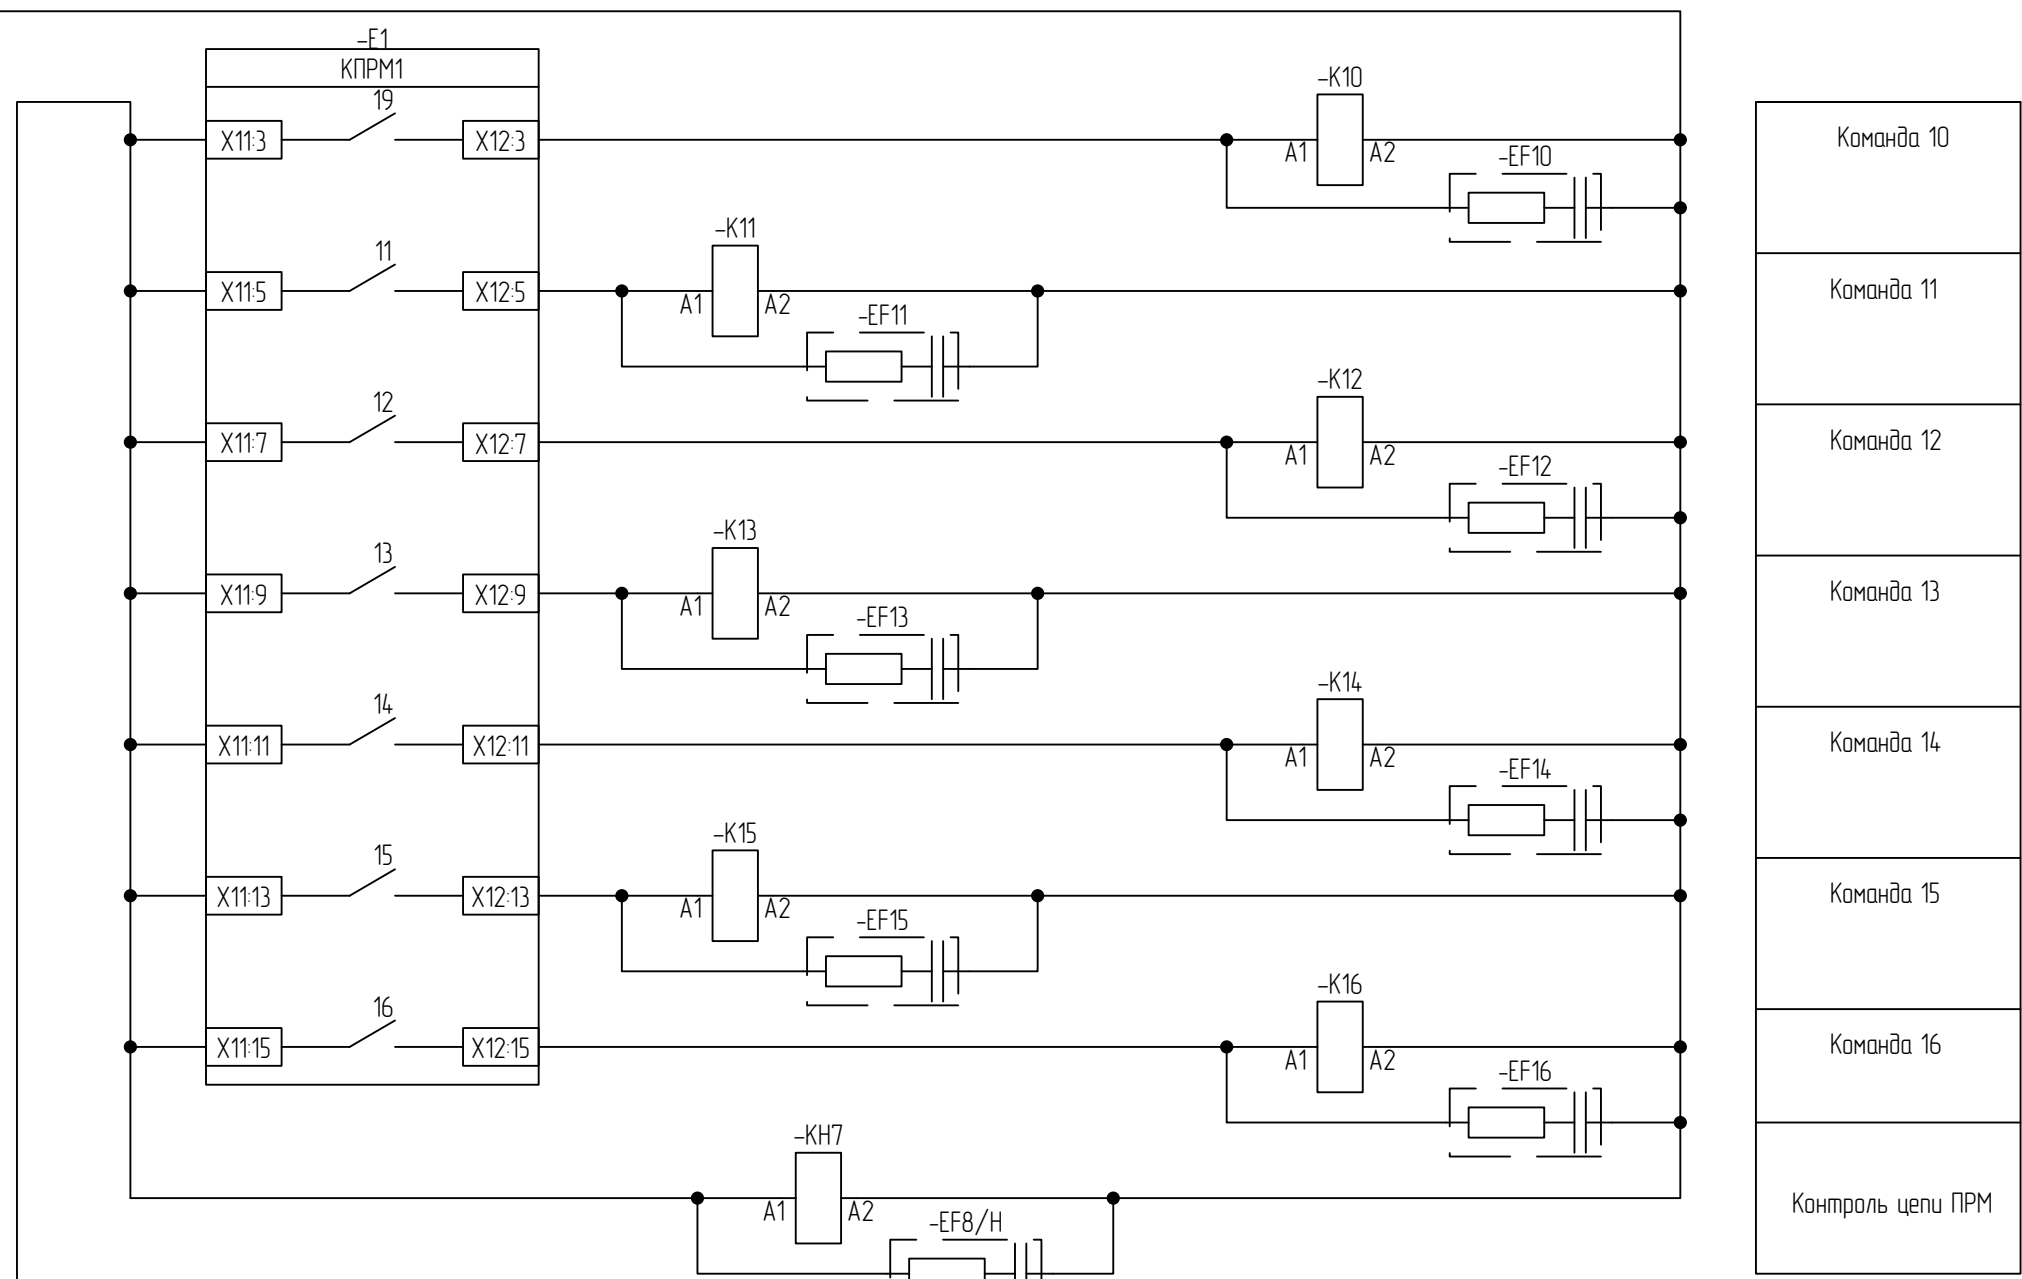 -E1
КПРМ1
19
X11:3
X12:3
-K10
A1
A2
-EF10
Команда 10
11
X11:5
X12:5
-K11
A1
A2
-EF11
Команда 11
12
X11:7
X12:7
-K12
A1
A2
-EF12
Команда 12
13
X11:9
X12:9
-K13
A1
A2
-EF13
Команда 13
14
X11:11
X12:11
-K14
A1
A2
-EF14
Команда 14
15
X11:13
X12:13
-K15
A1
A2
-EF15
Команда 15
16
X11:15
X12:15
-K16
A1
A2
-EF16
Команда 16
-KH7
A1
A2
-EF8/H
Контроль цепи ПРМ